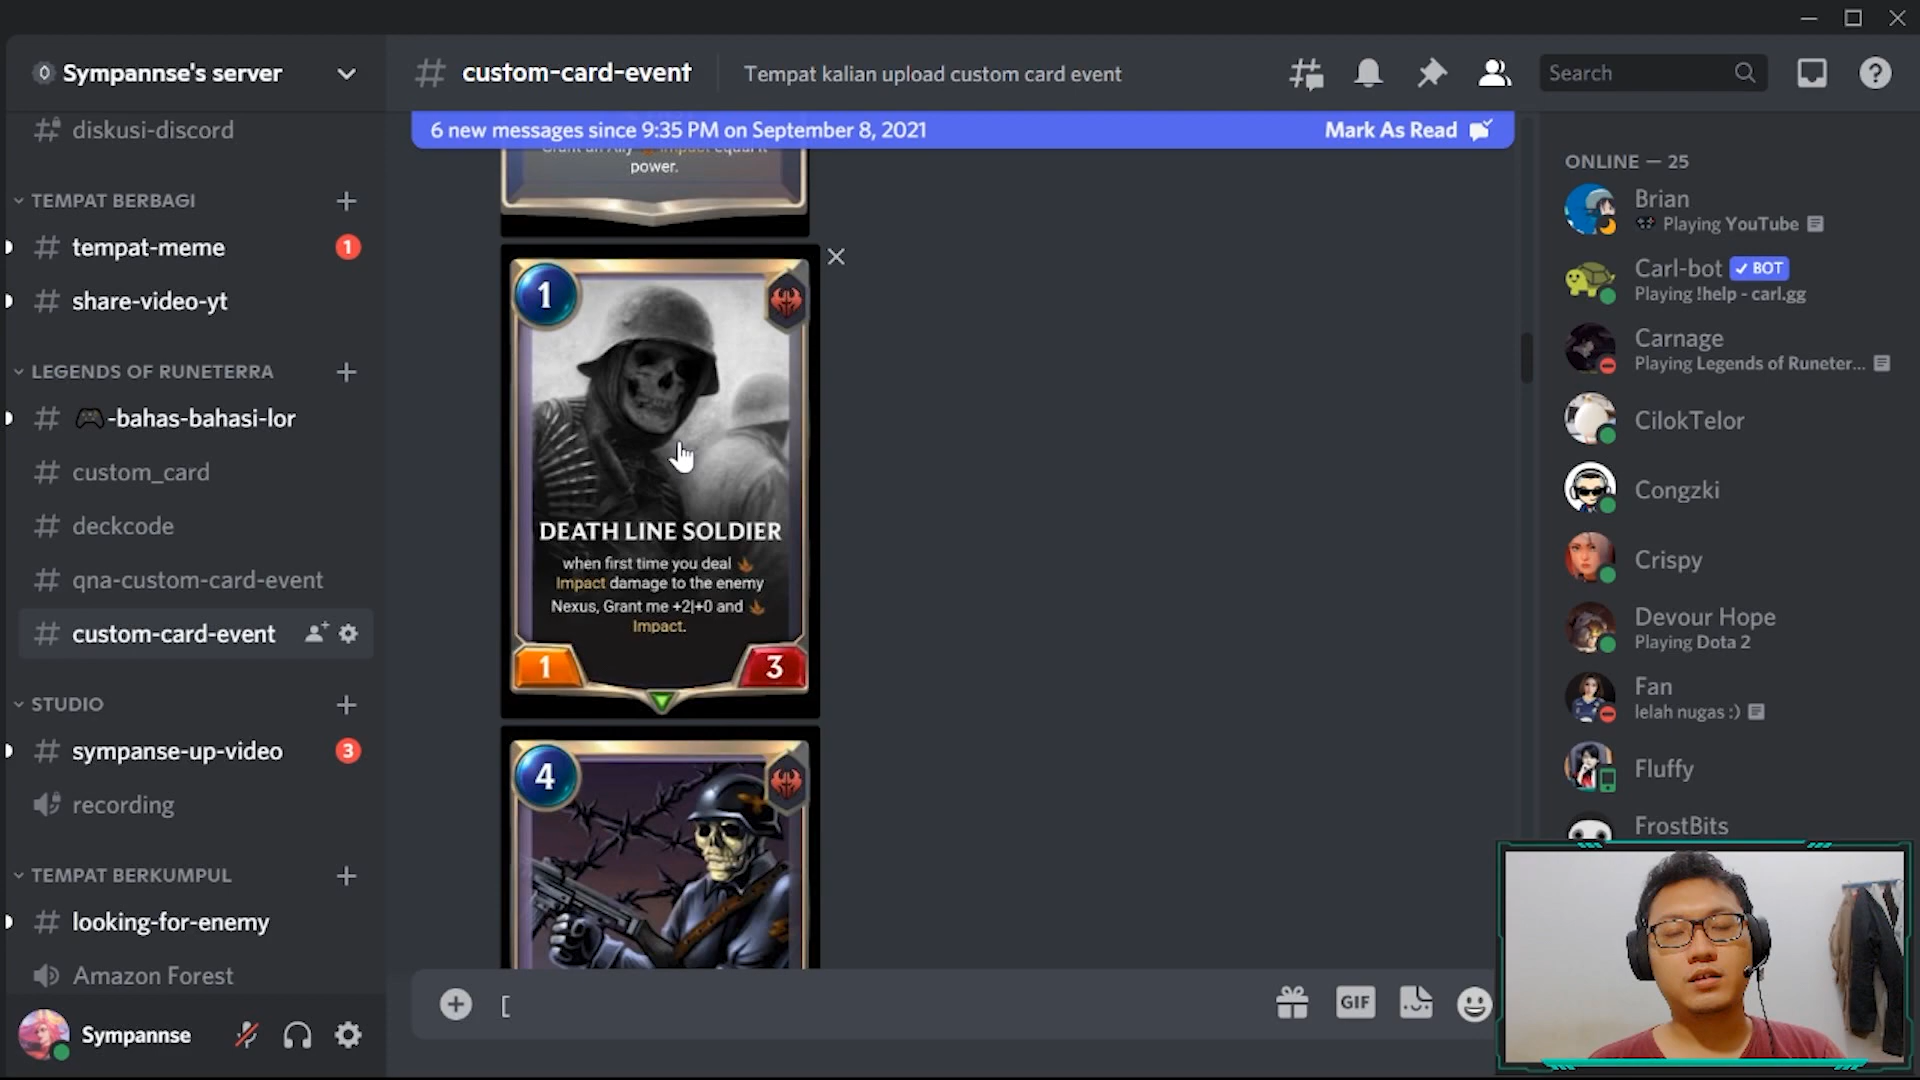 Sympannse's server
diskusi-discord
TEMPAT BERBAGI
tempat-meme
1
share-video-yt
LEGENDS OF RUNETERRA
-bahas-bahasi-lor
custom_card
deckcode
qna-custom-card-event
custom-card-event
STUDIO
sympanse-up-video
3
recording
TEMPAT BERKUMPUL
looking-for-enemy
Amazon Forest
Sympannse
custom-card-event
Tempat kalian upload custom card event
Search
6 new messages since 9:35 PM on September 8, 2021
Mark As Read
Grant an Ally Impact equal it
power.
1
DEATH LINE SOLDIER
when first time you deal
Impact damage to the enemy
Nexus, Grant me +2|+0 and
Impact.
1
3
4
[
GIF
ONLINE — 25
Brian
Playing YouTube
Carl-bot
BOT
Playing !help - carl.gg
Carnage
Playing Legends of Runeter...
CilokTelor
Congzki
Crispy
Devour Hope
Playing Dota 2
Fan
lelah nugas :)
Fluffy
FrostBits